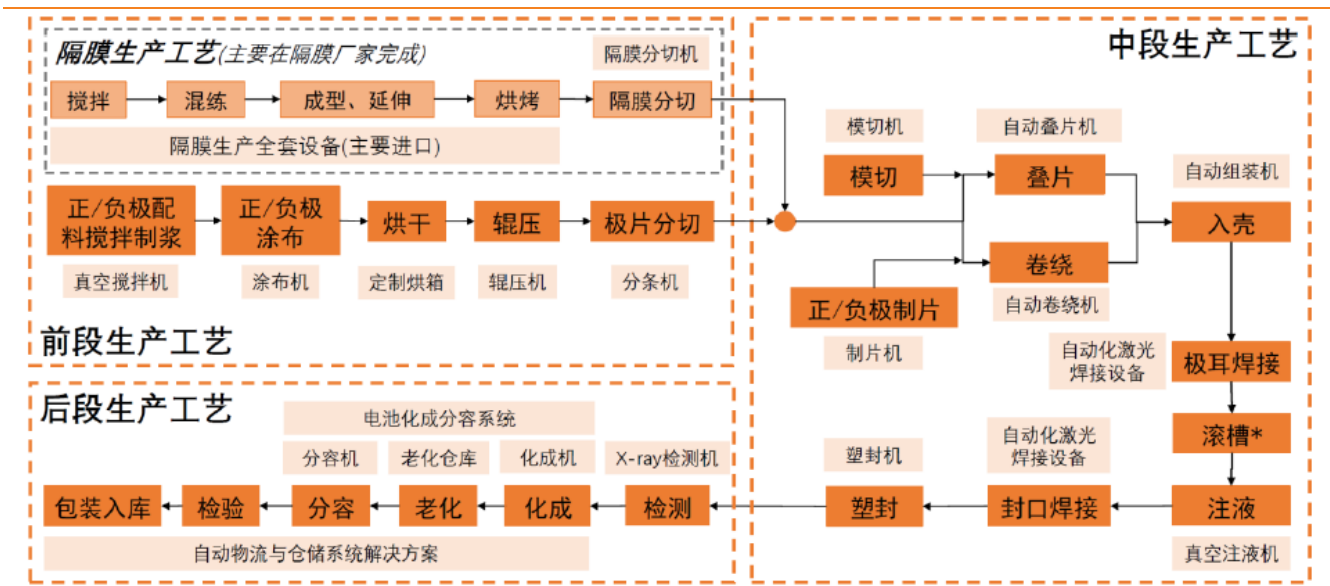 隔膜生产工艺(主要在隔膜厂家完成)
隔膜分切机
搅拌
混练
成型、延伸
烘烤
隔膜分切
隔膜生产全套设备(主要进口)
正/负极配
料搅拌制浆
正/负极
涂布
烘干
辊压
极片分切
真空搅拌机
涂布机
定制烘箱
辊压机
分条机
前段生产工艺
中段生产工艺
模切机
自动叠片机
模切
叠片
自动组装机
入壳
卷绕
自动卷绕机
正/负极制片
制片机
自动化激光
焊接设备
极耳焊接
滚槽*
自动化激光
焊接设备
塑封机
塑封
封口焊接
注液
真空注液机
后段生产工艺
电池化成分容系统
分容机
老化仓库
化成机
X-ray检测机
包装入库
检验
分容
老化
化成
检测
自动物流与仓储系统解决方案